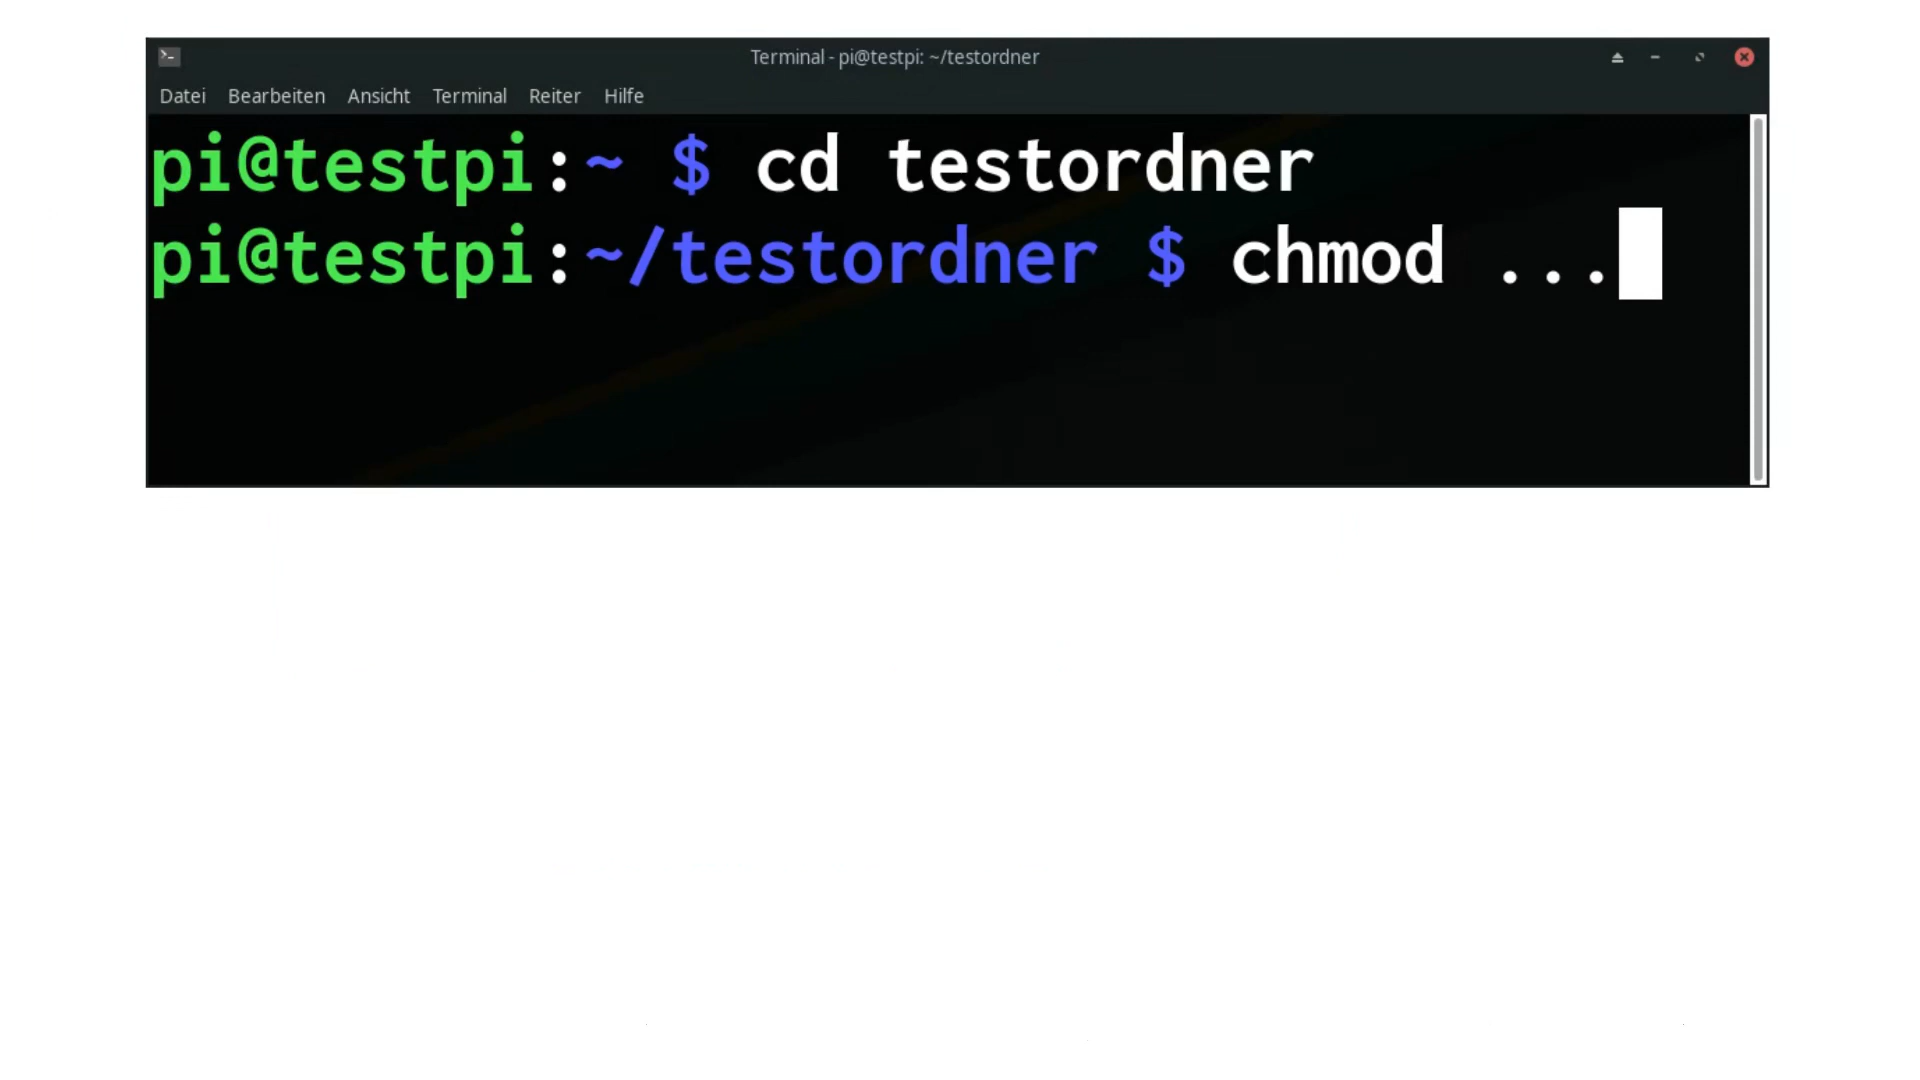 Terminal - pi@testpi: ~/testordner
Datei Bearbeiten Ansicht Terminal Reiter Hilfe
pi@testpi:~ $ cd testordner
pi@testpi:~/testordner $ chmod ...